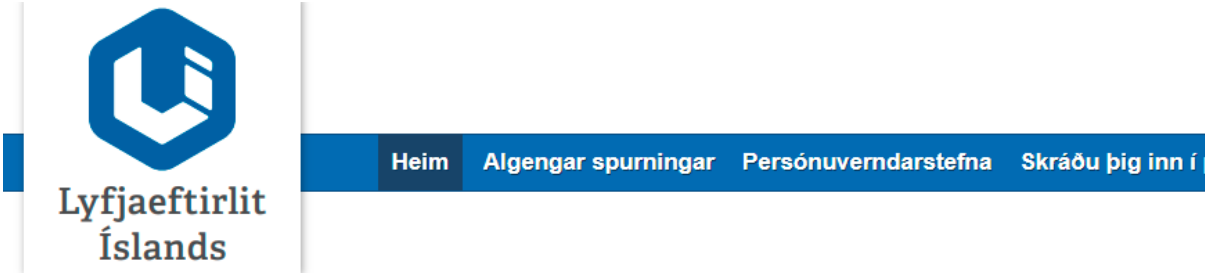 Lyfjaeftirlit
Íslands
Heim Algengar spurningar Persónuverndarstefna Skráðu þig inn í